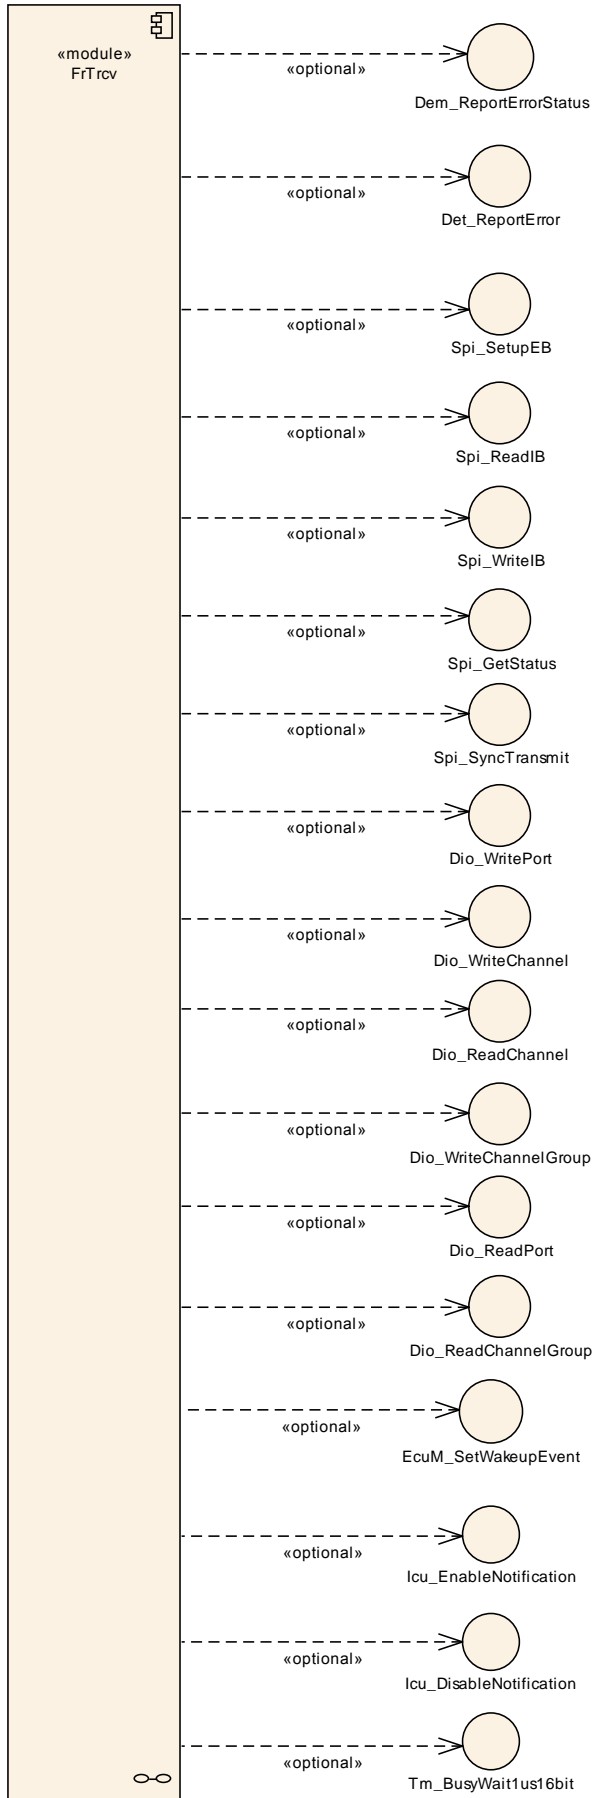 «module»
FrTrcv
«optional»
Dem_ReportErrorStatus
«optional»
Det_ReportError
«optional»
Spi_SetupEB
«optional»
Spi_ReadIB
«optional»
Spi_WriteIB
«optional»
Spi_GetStatus
«optional»
Spi_SyncTransmit
«optional»
Dio_WritePort
«optional»
Dio_WriteChannel
«optional»
Dio_ReadChannel
«optional»
Dio_WriteChannelGroup
«optional»
Dio_ReadPort
«optional»
Dio_ReadChannelGroup
«optional»
EcuM_SetWakeupEvent
«optional»
Icu_EnableNotification
«optional»
Icu_DisableNotification
«optional»
Tm_BusyWait1us16bit